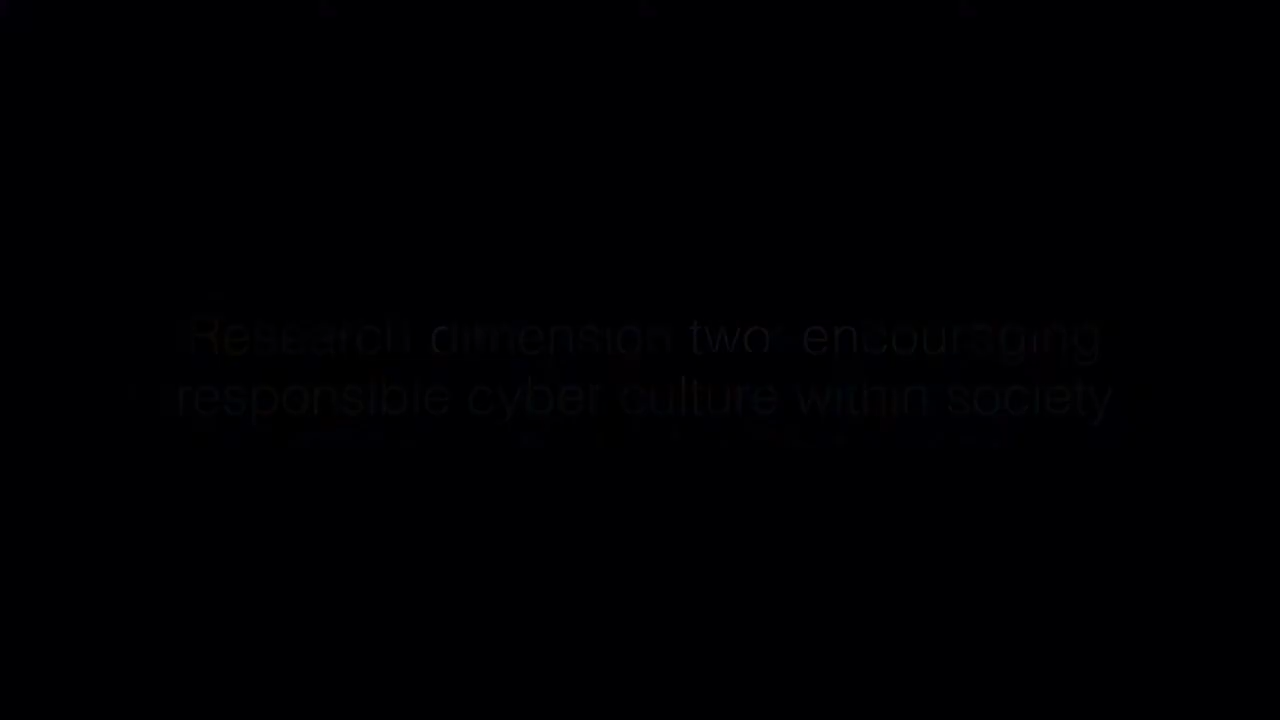 Research dimension two: encouraging
responsible cyber culture within society